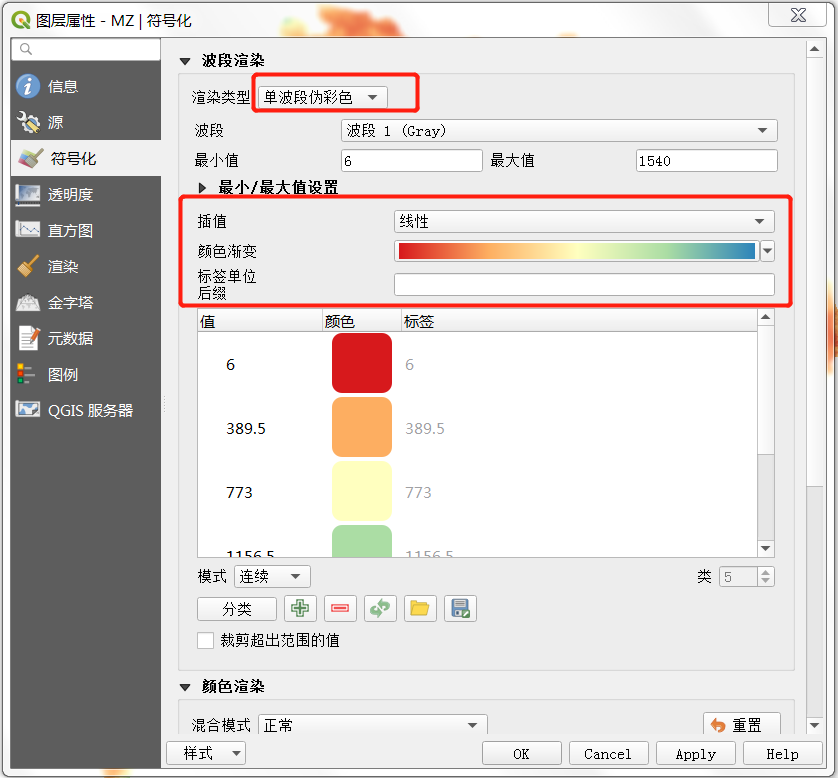 图层属性 - MZ | 符号化
信息
源
符号化
透明度
直方图
渲染
金字塔
元数据
图例
QGIS 服务器
波段渲染
渲染类型 单波段伪彩色
波段 波段 1 (Gray)
最小值 6 最大值 1540
最小/最大值设置
插值 线性
颜色渐变
标签单位
后缀
值 颜色 标签
6 6
389.5 389.5
773 773
1156.5 1156.5
模式 连续 类 5
分类
裁剪超出范围的值
颜色渲染
混合模式 正常 重置
样式 OK Cancel Apply Help